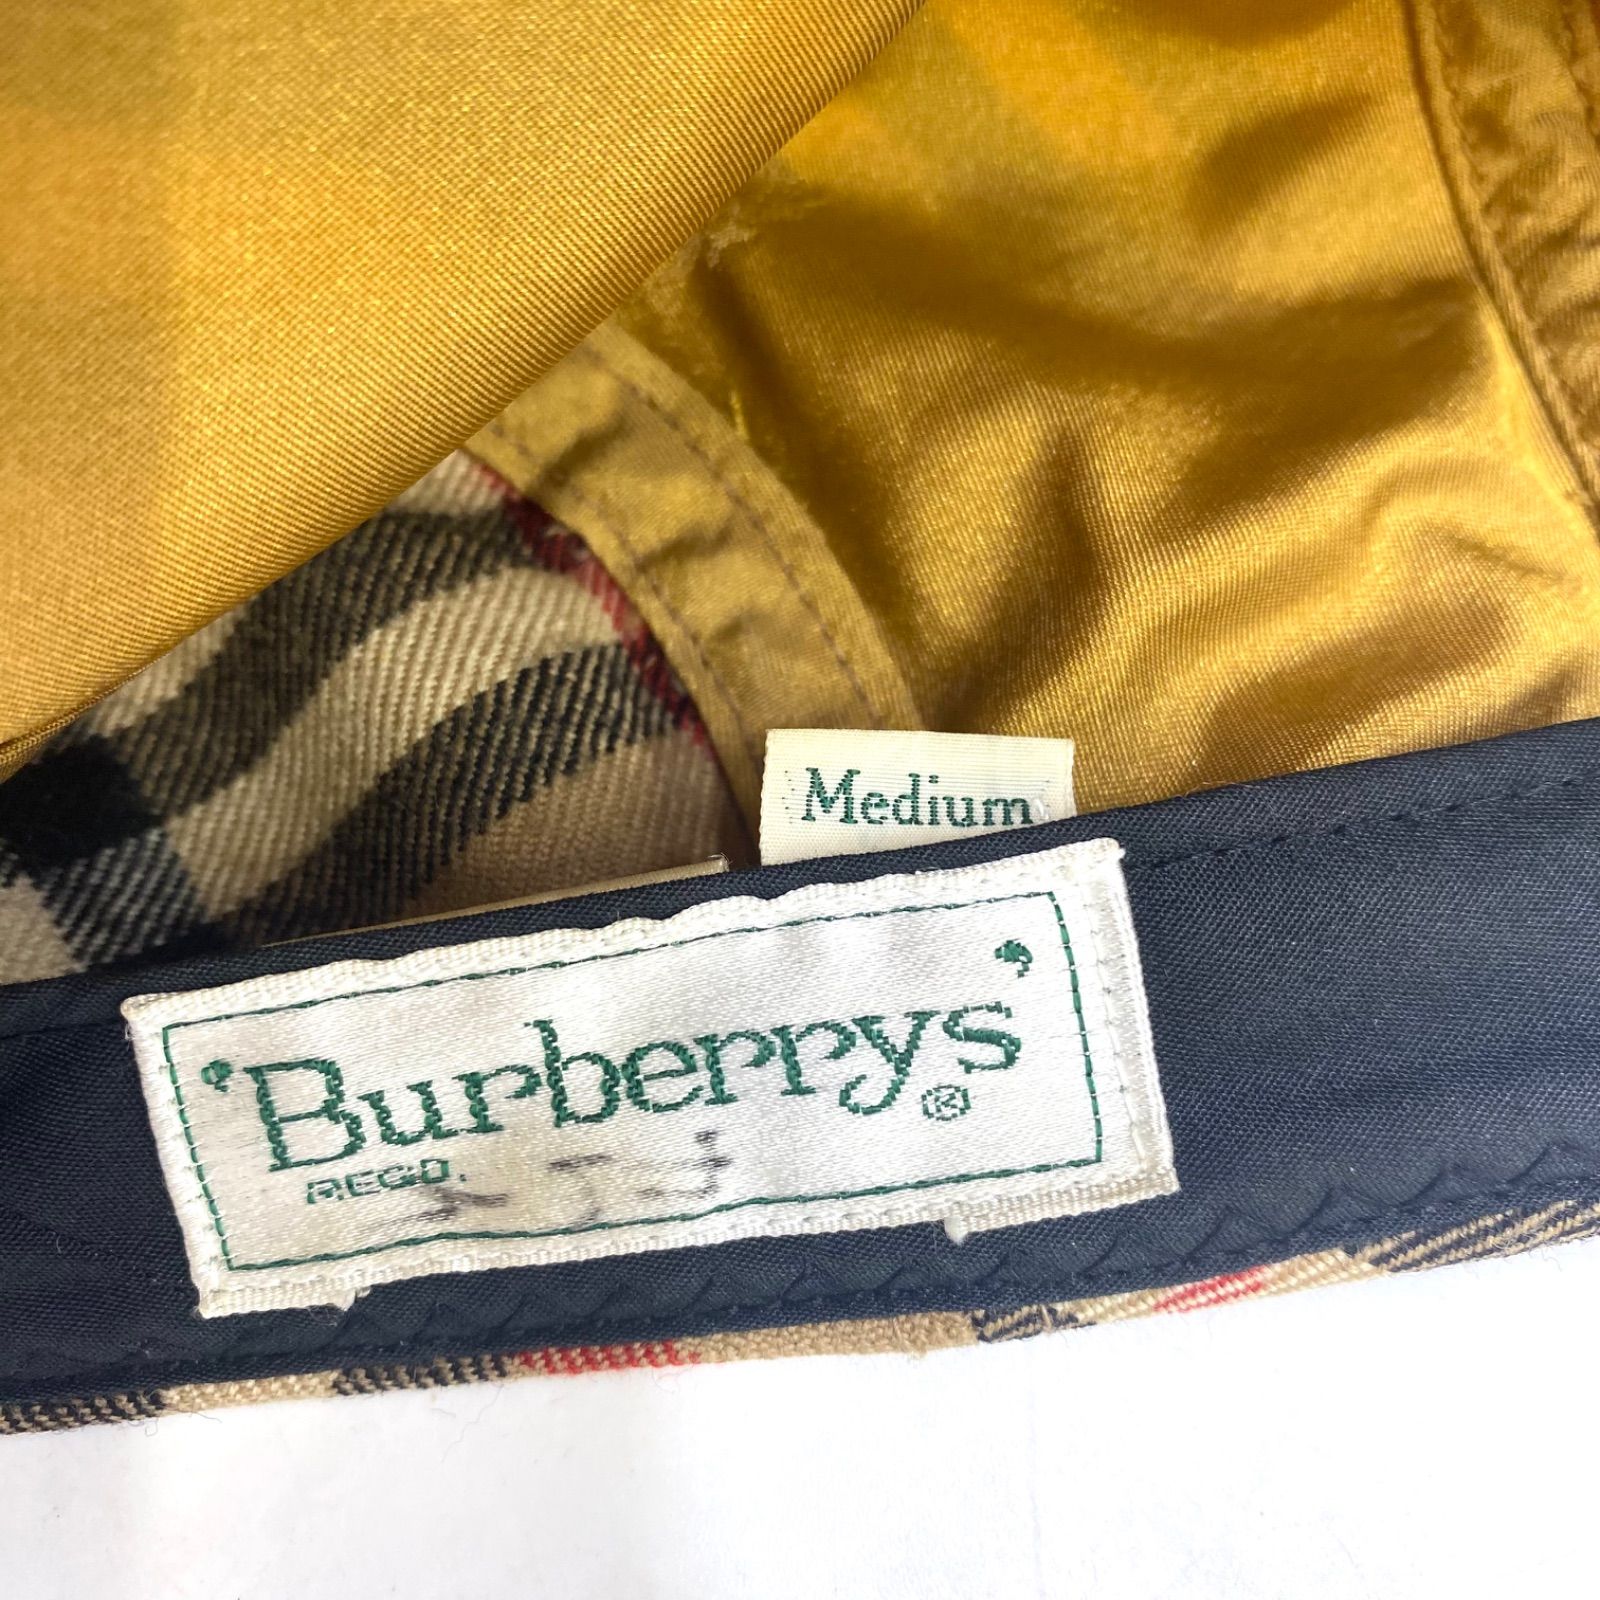 Medium
'Burberrys'
®
REGD.